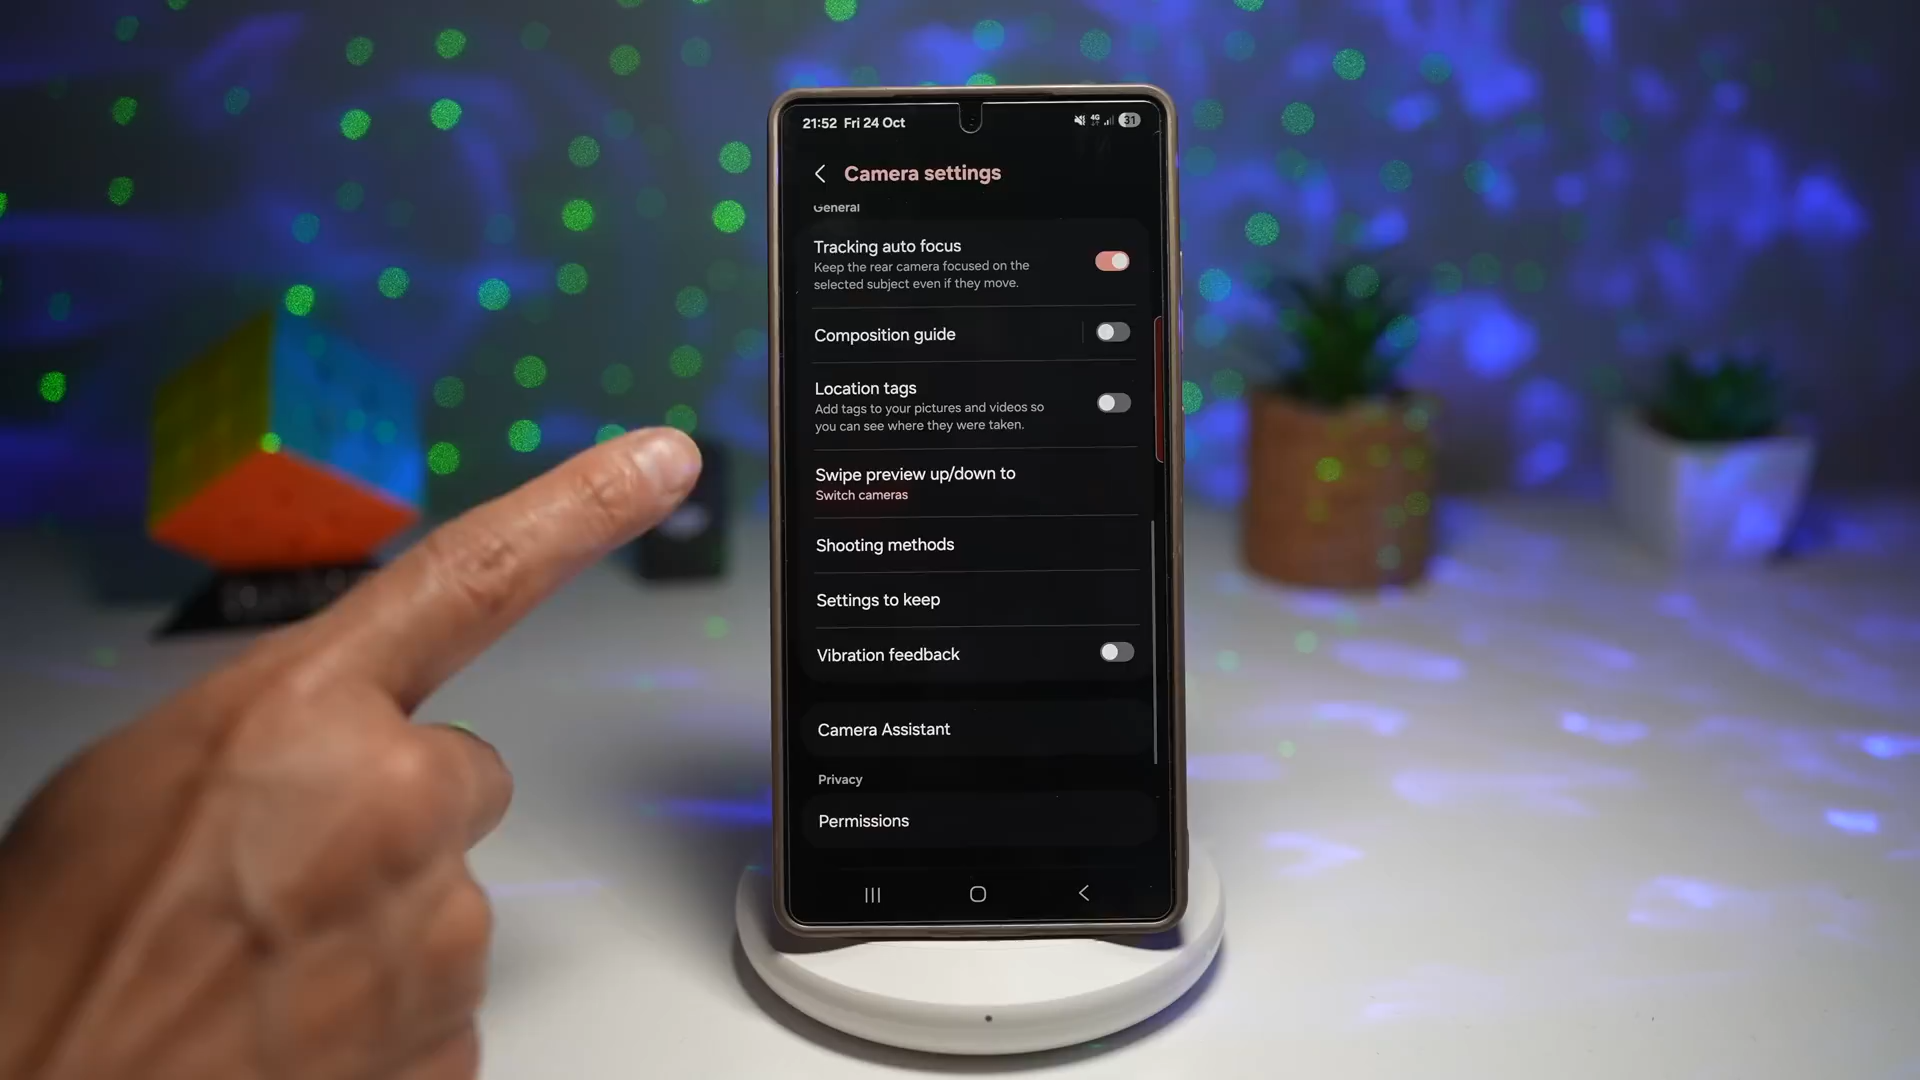 21:52 Fri 24 Oct
4G
31
Camera settings
General
Tracking auto focus
Keep the rear camera focused on the
selected subject even if they move.
Composition guide
Location tags
Add tags to your pictures and videos so
you can see where they were taken.
Swipe preview up/down to
Switch cameras
Shooting methods
Settings to keep
Vibration feedback
Camera Assistant
Privacy
Permissions